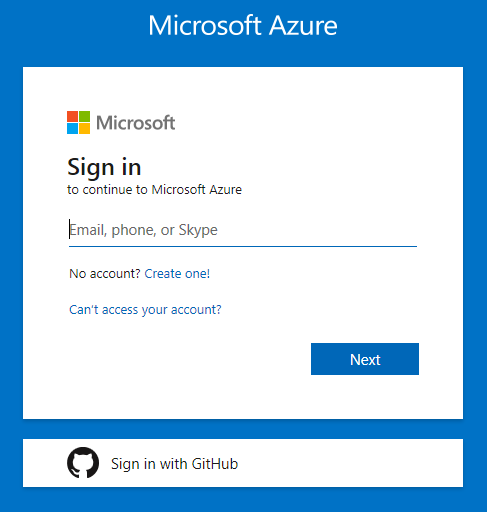 Microsoft Azure
Microsoft
Sign in
to continue to Microsoft Azure
Email, phone, or Skype
No account? Create one!
Can't access your account?
Next
Sign in with GitHub